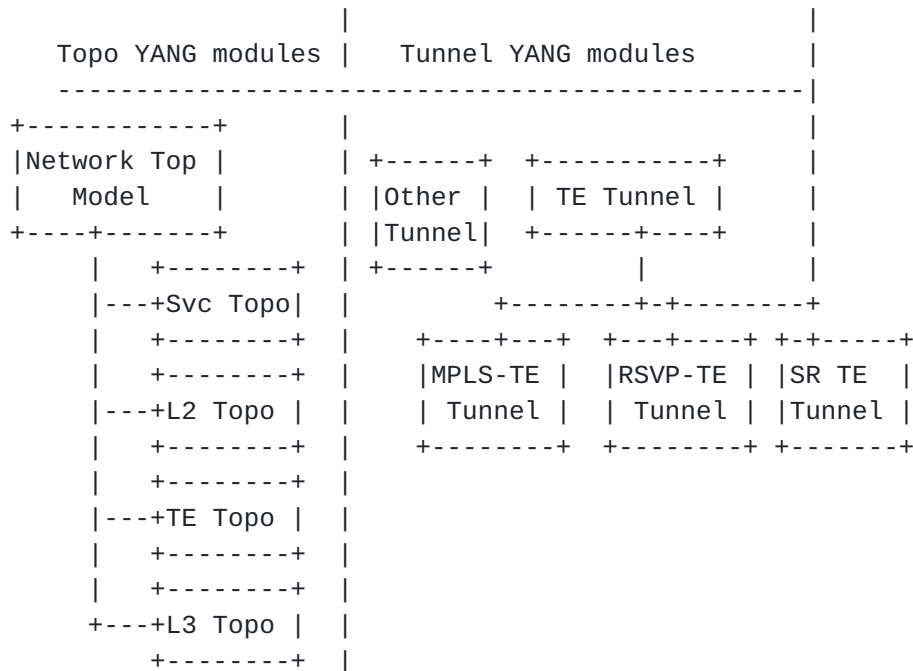 Topo YANG modules | Tunnel YANG modules
Network Top
Model
Other
Tunnel
TE Tunnel
Svc Topo
MPLS-TE
Tunnel
RSVP-TE
Tunnel
SR TE
Tunnel
L2 Topo
TE Topo
L3 Topo